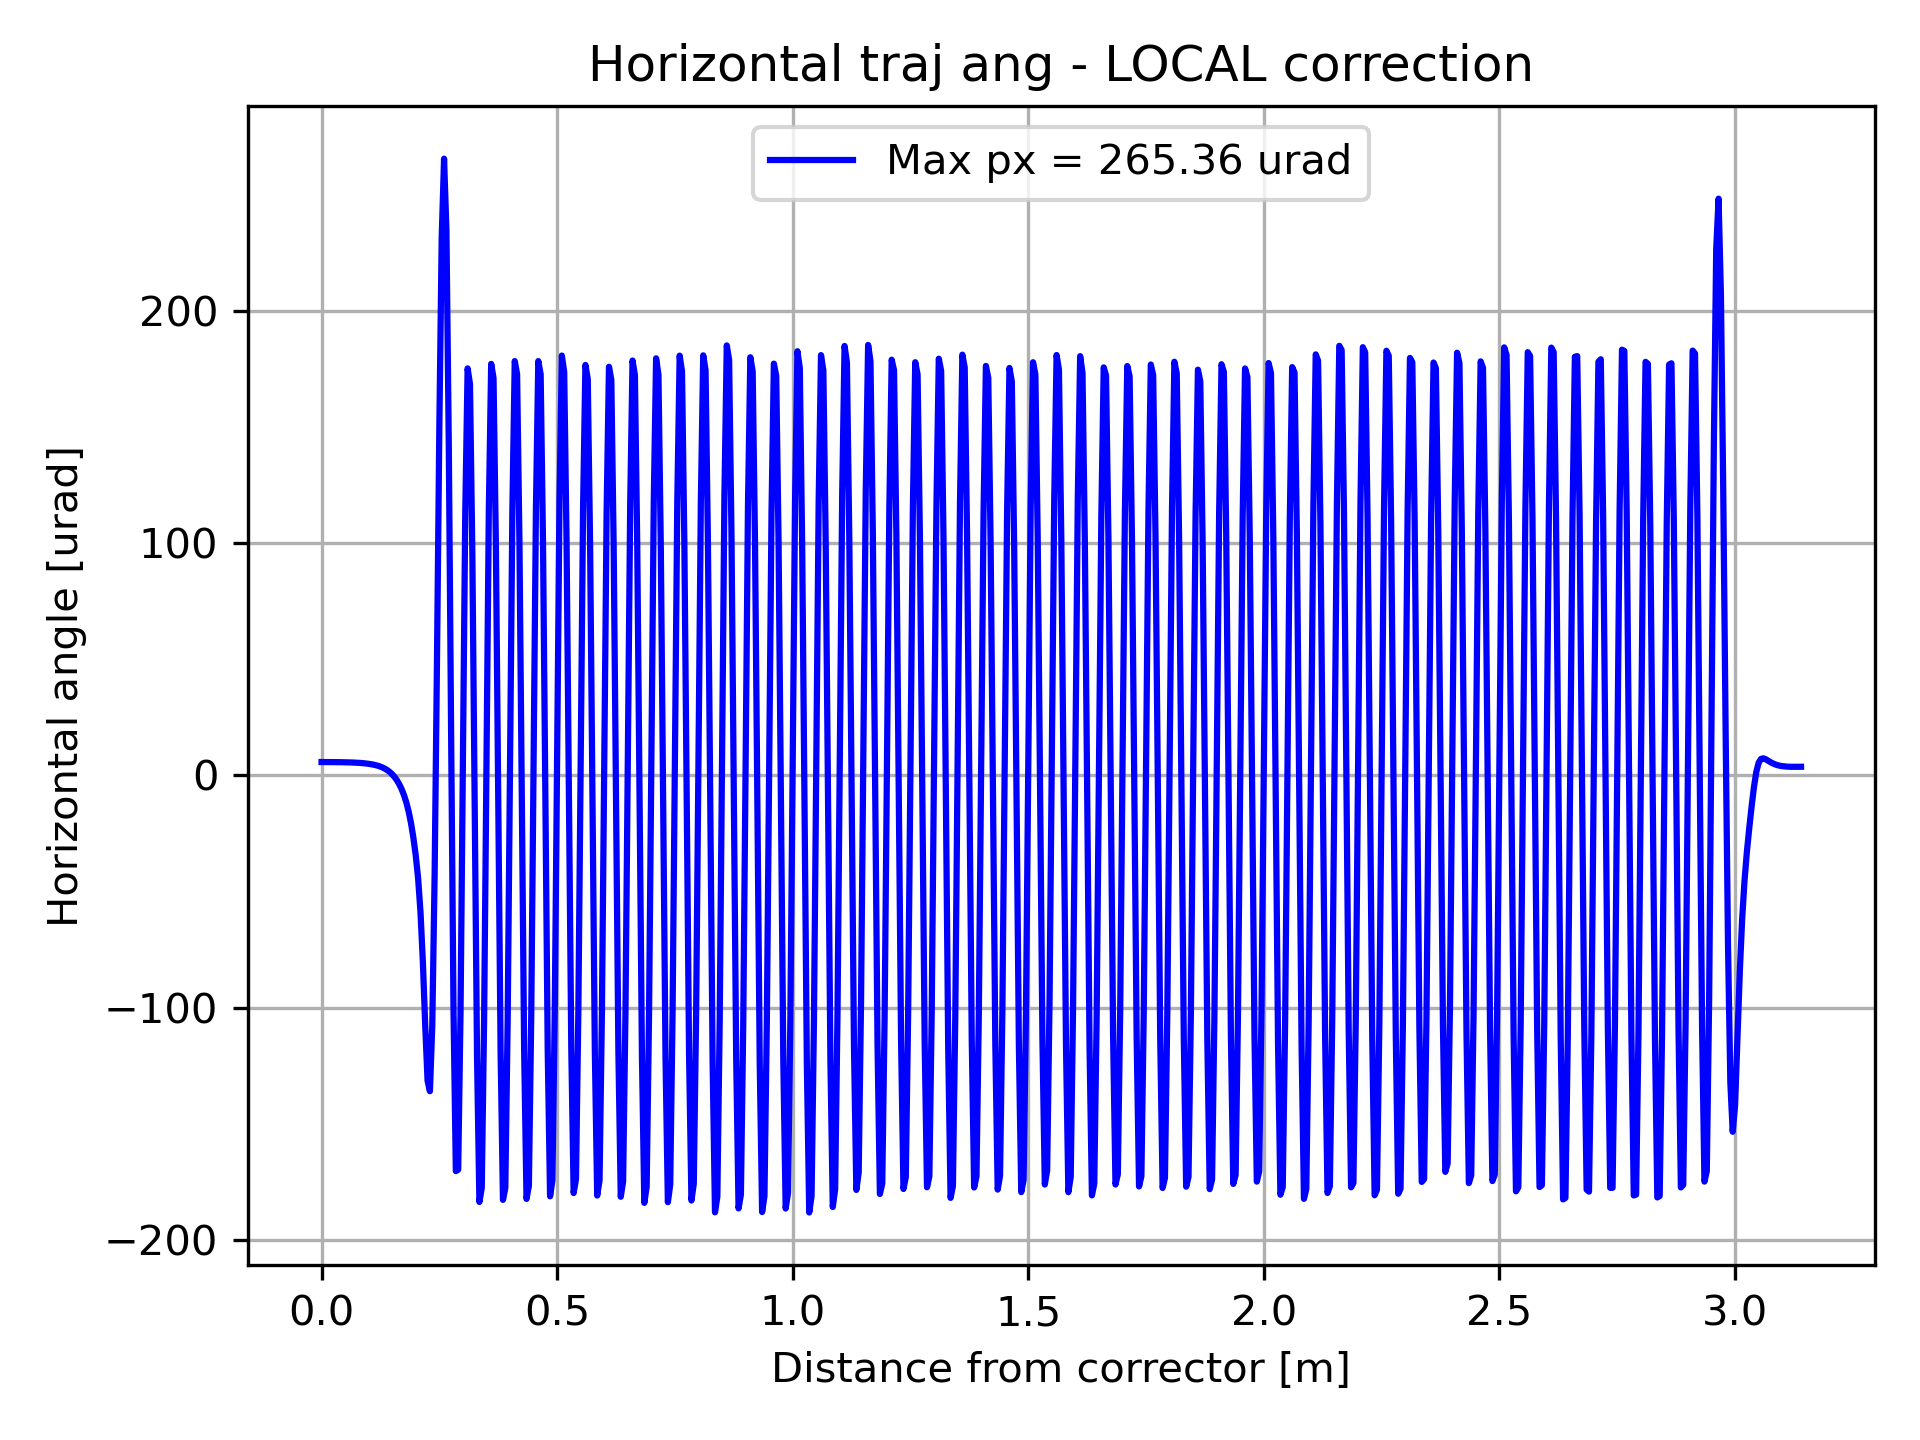 Horizontal traj ang - LOCAL correction
Max px = 265.36 urad
Horizontal angle [urad]
200
100
0
−100
−200
0.0 0.5 1.0 1.5 2.0 2.5 3.0
Distance from corrector [m]